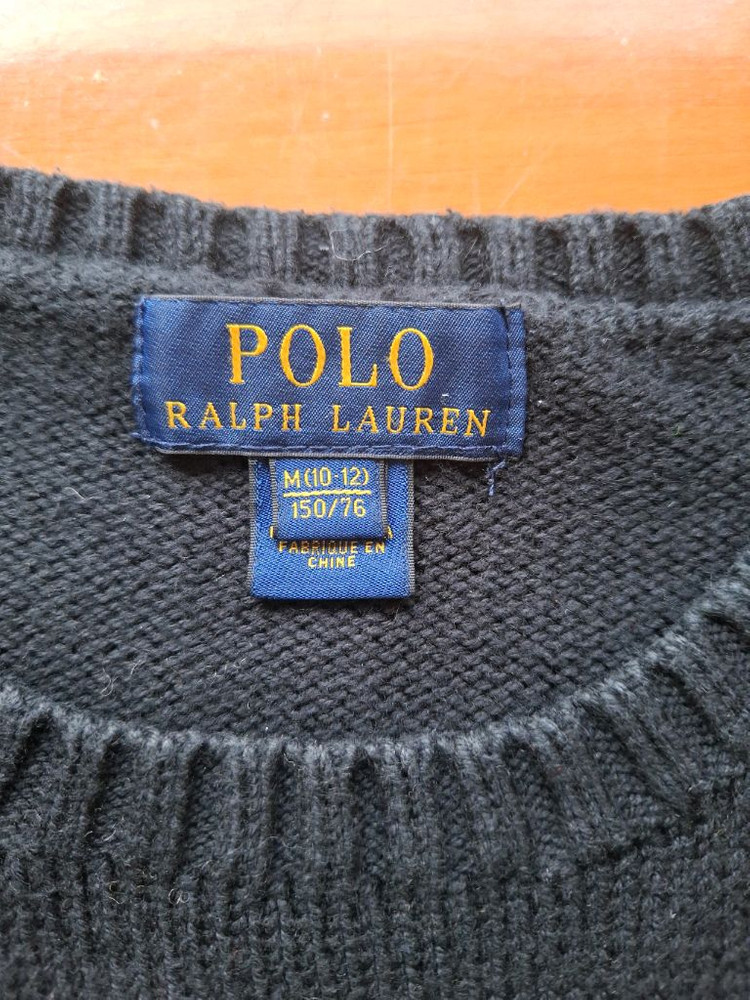 POLO
RALPH LAUREN
M(10-12)
150/76
FABRIQUE EN
CHINE